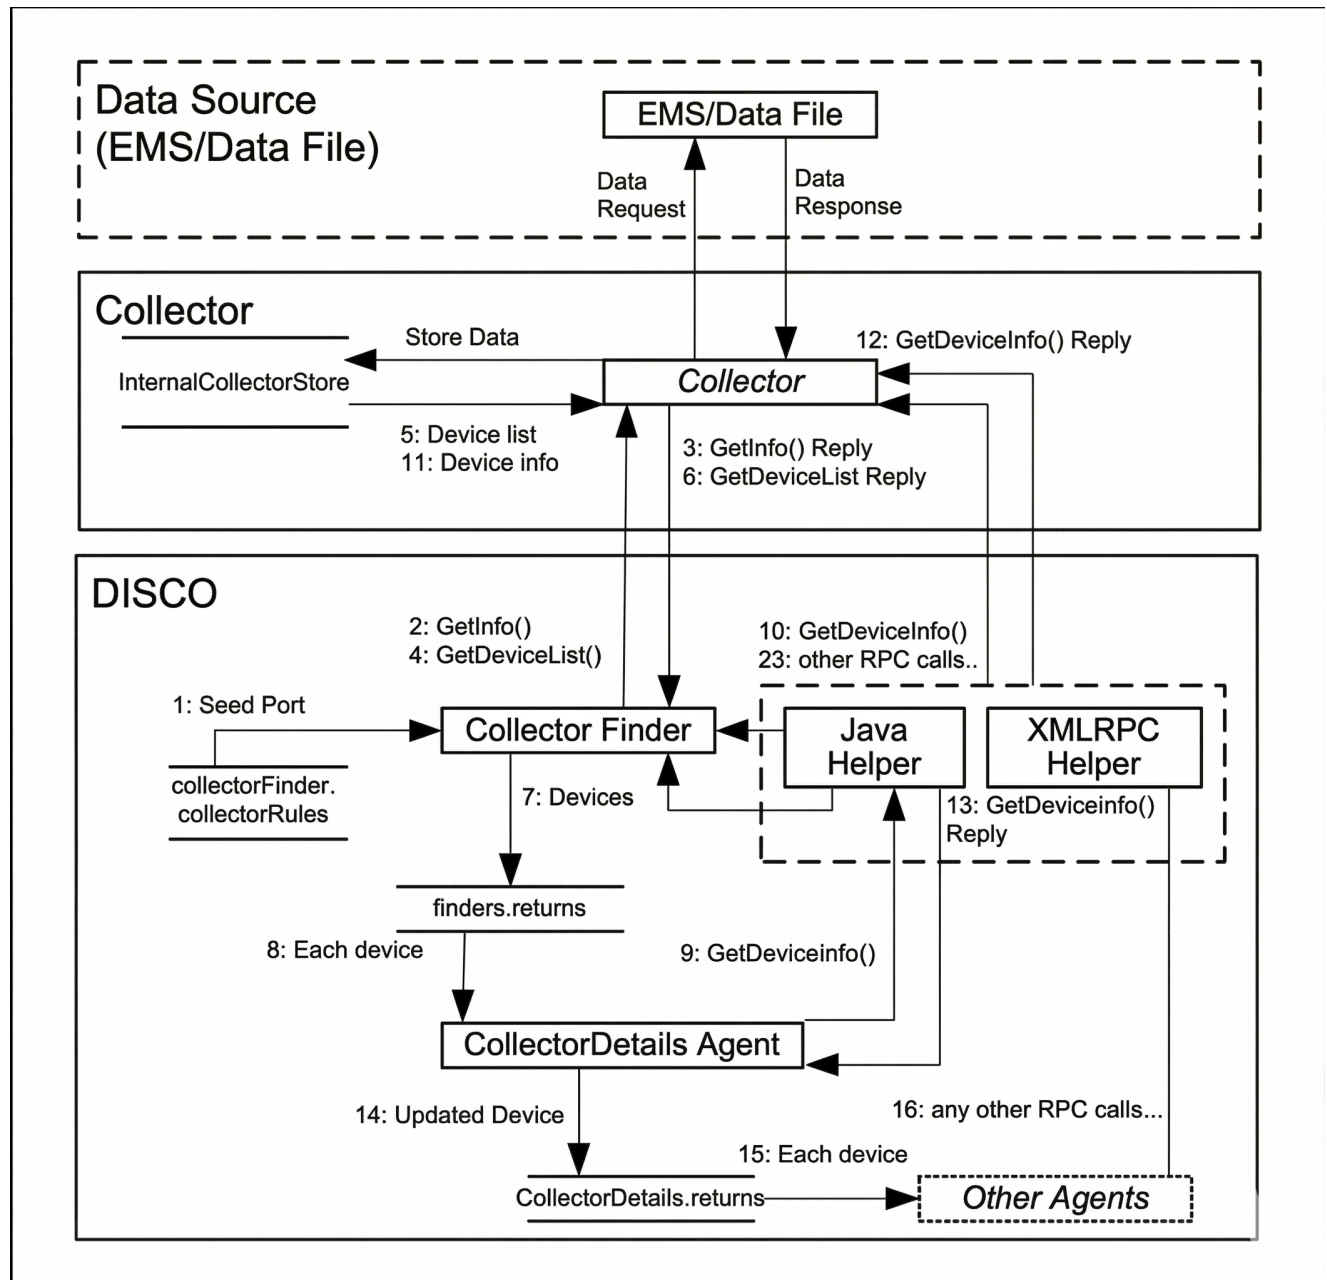 Data Source
(EMS/Data File)
EMS/Data File
Data
Request
Data
Response
Collector
Store Data
12: GetDeviceInfo() Reply
InternalCollectorStore
Collector
5: Device list
11: Device info
3: GetInfo() Reply
6: GetDeviceList Reply
DISCO
2: GetInfo()
4: GetDeviceList()
10: GetDeviceInfo()
23: other RPC calls..
1: Seed Port
Collector Finder
Java
Helper
XMLRPC
Helper
collectorFinder.
collectorRules
7: Devices
13: GetDeviceinfo()
Reply
finders.returns
8: Each device
9: GetDeviceinfo()
CollectorDetails Agent
14: Updated Device
16: any other RPC calls...
15: Each device
CollectorDetails.returns
Other Agents